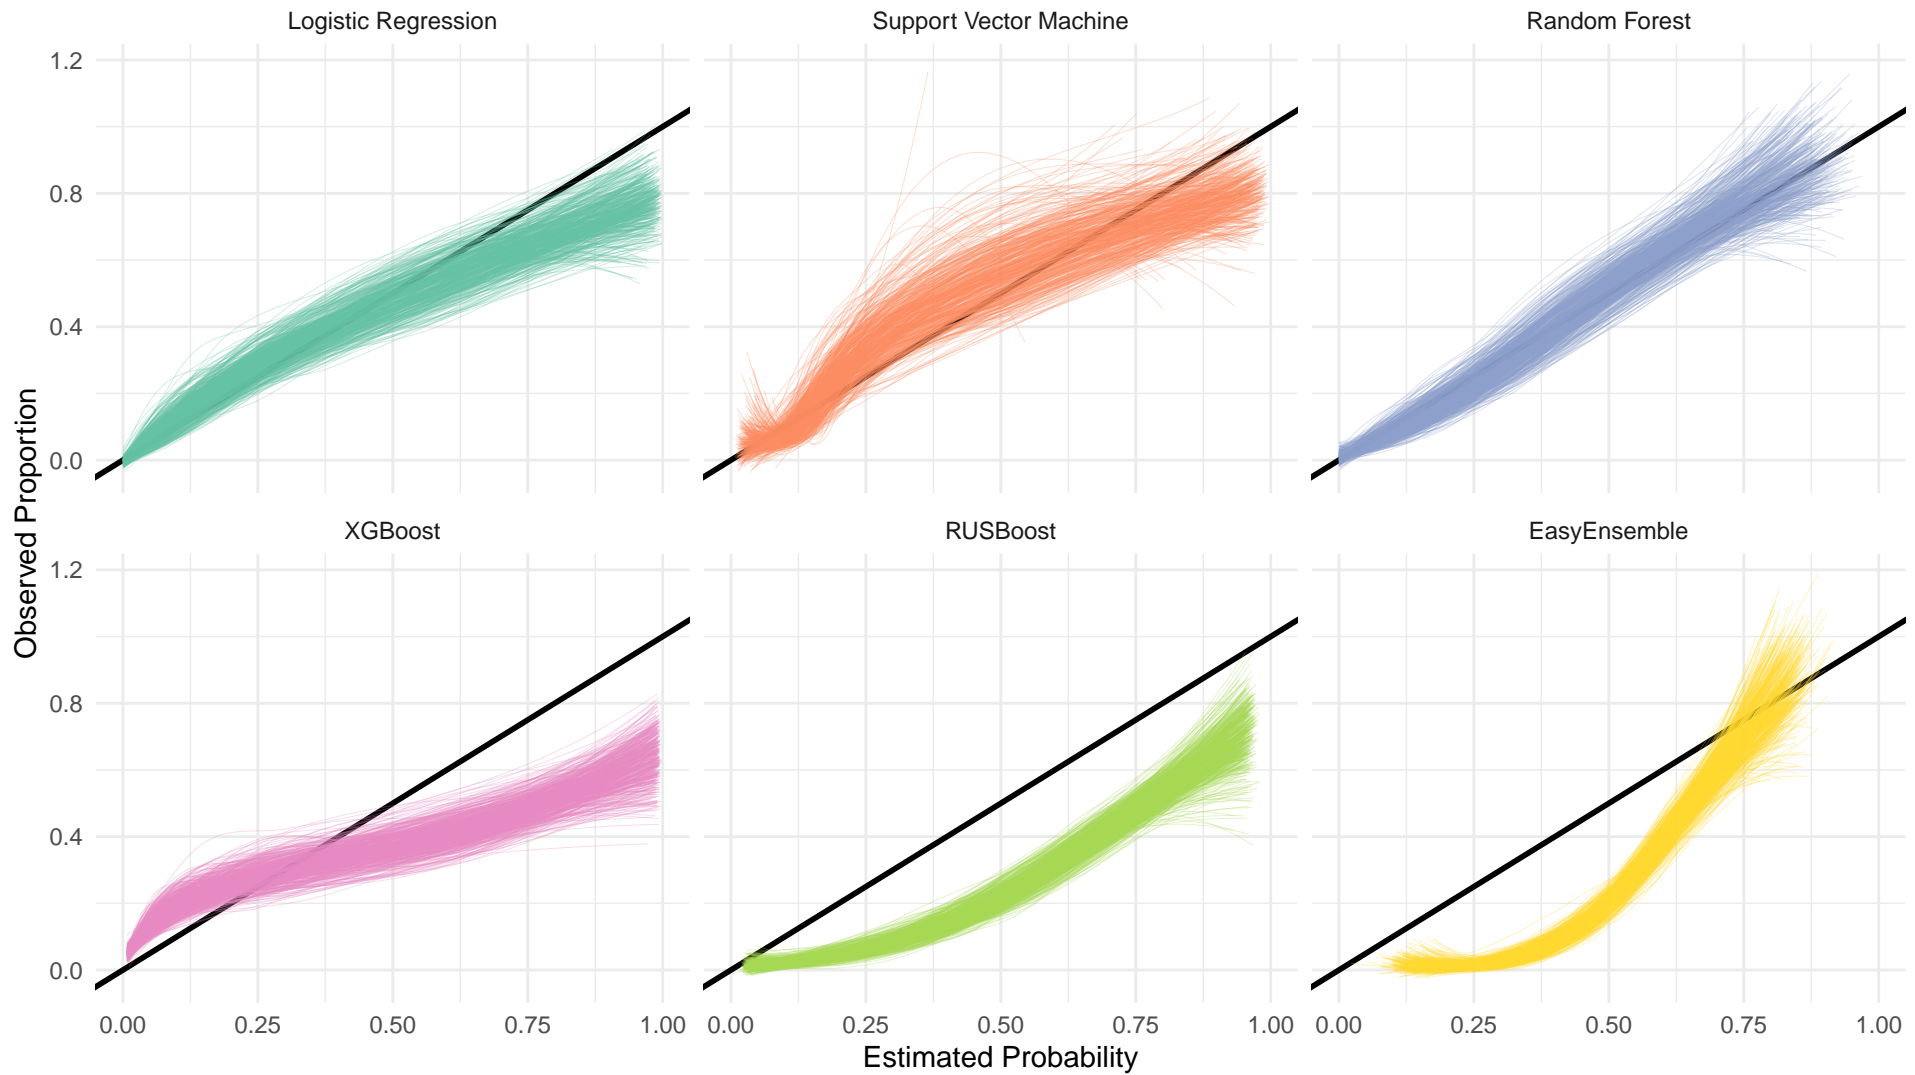 Logistic Regression
Support Vector Machine
Random Forest
1.2
0.8
0.4
0.0
XGBoost
RUSBoost
EasyEnsemble
1.2
0.8
0.4
0.0
Observed Proportion
0.00 0.25 0.50 0.75 1.00
0.00 0.25 0.50 0.75 1.00
0.00 0.25 0.50 0.75 1.00
Estimated Probability